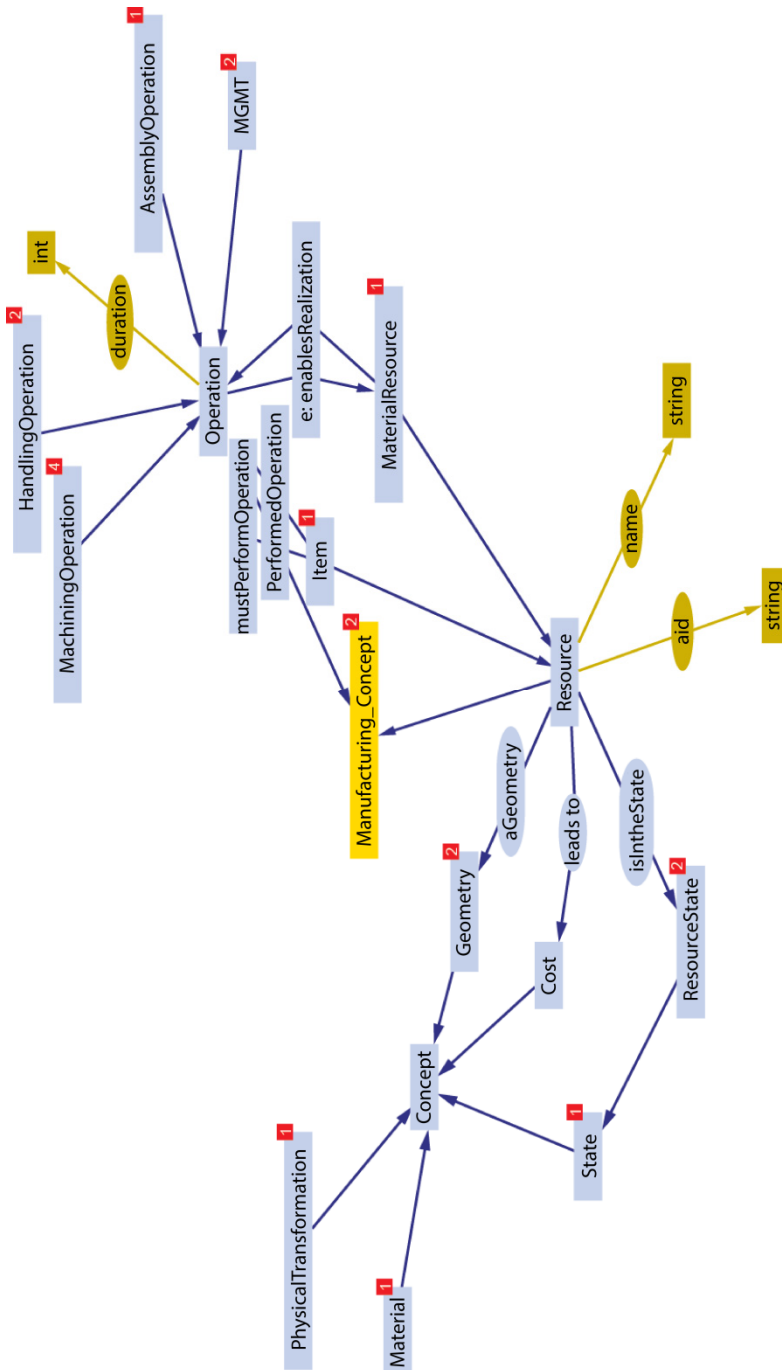 2
HandlingOperation
int
4
MachiningOperation
duration
1
AssemblyOperation
Operation
2
MGMT
mustPerformOperation
PerformedOperation
1
PhysicalTransformation
e: enablesRealization
1
Item
2
Manufacturing_Concept
1
MaterialResource
1
Material
Concept
2
Geometry
aGeometry
Cost
Resource
leads to
1
State
name
isIntheState
string
aid
2
ResourceState
string